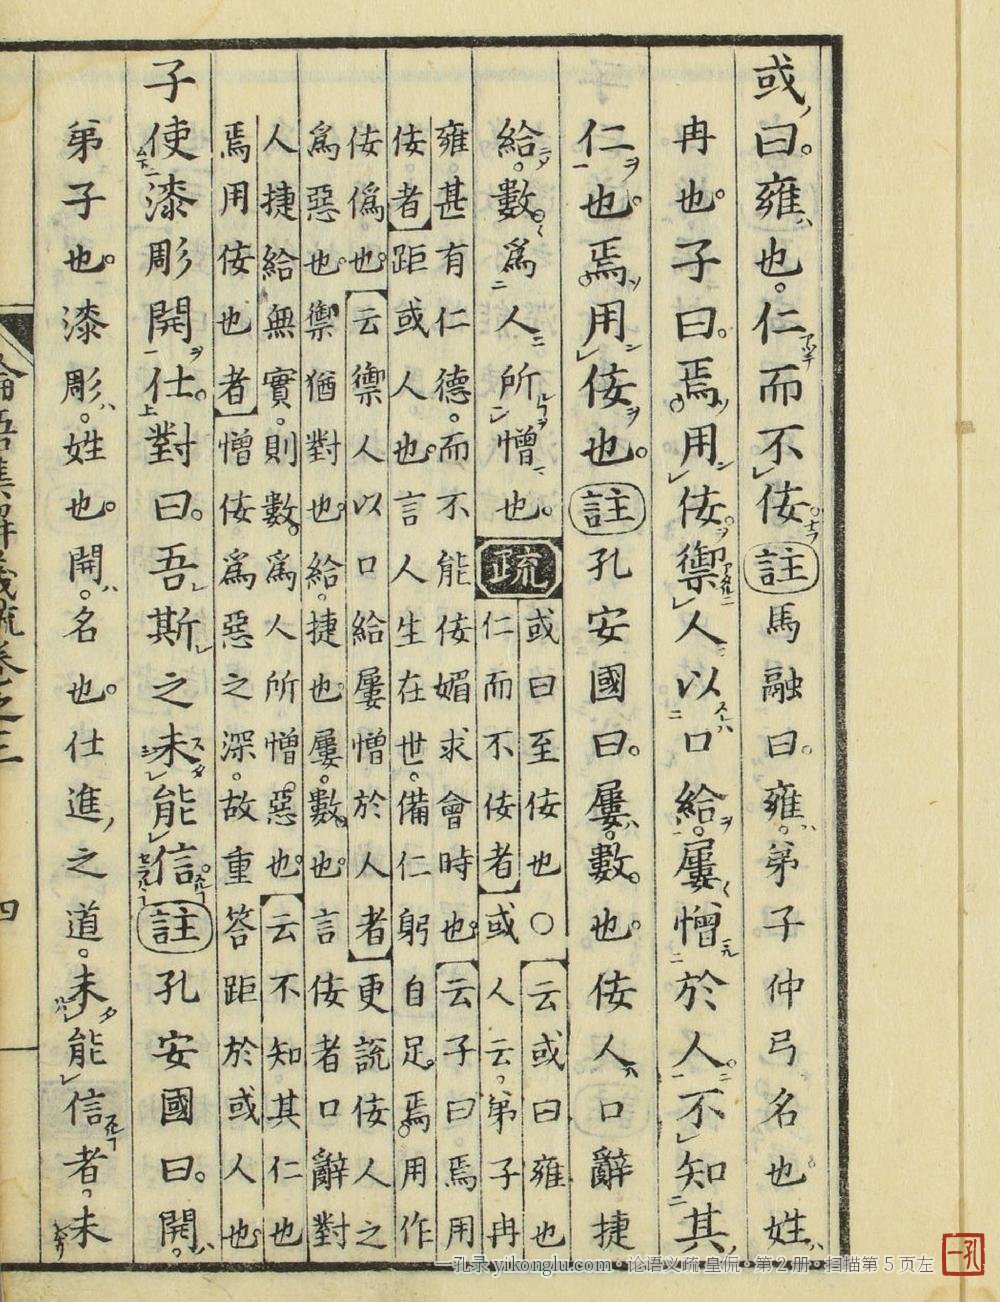 或曰。雍也。仁而不佞。註馬融曰。雍。弟子仲弓名也。姓
冉也。子曰。焉用佞禦人以口給。屢憎於人。不知其
仁也。焉用佞也。註孔安國曰。屢。數也。佞人口辭捷
給。數爲人所憎也。疏
或曰至佞也〇【云或曰雍也
仁而不佞者】或人云。弟子冉
雍。甚有仁德。而不能佞媚求會時也。【云子曰焉用
佞者】距或人也。言人生在世。備仁躬自足。焉用作
佞僞也。【云禦人以口給屢憎於人者】更說佞人之
爲惡也。禦猶對也。給。捷也。屢。數也。言佞者口辭對
人捷給無實。則數爲人所憎惡也。【云不知其仁也
焉用佞也者】憎佞爲惡之深。故重答距於或人也。
子使漆彫開仕。對曰。吾斯之未能信。註孔安國曰。開。
弟子也。漆彫。姓也。開。名也。仕進之道。未能信者。未
論語集解義疏卷之三
四
一孔录 yikonglu.com · 论语义疏 皇侃 · 第 2 册 · 扫描第 5 页左
一孔